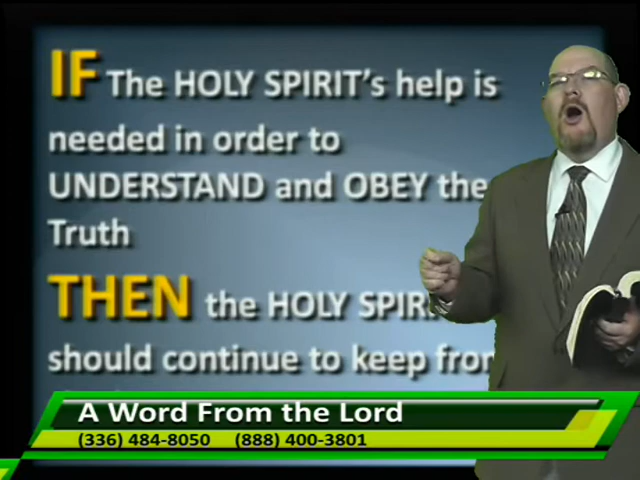 IF The HOLY SPIRIT's help is
needed in order to
UNDERSTAND and OBEY the
Truth
THEN the HOLY
should continue to keep
A Word From the Lord
(336) 484-8050 (888) 400-3801